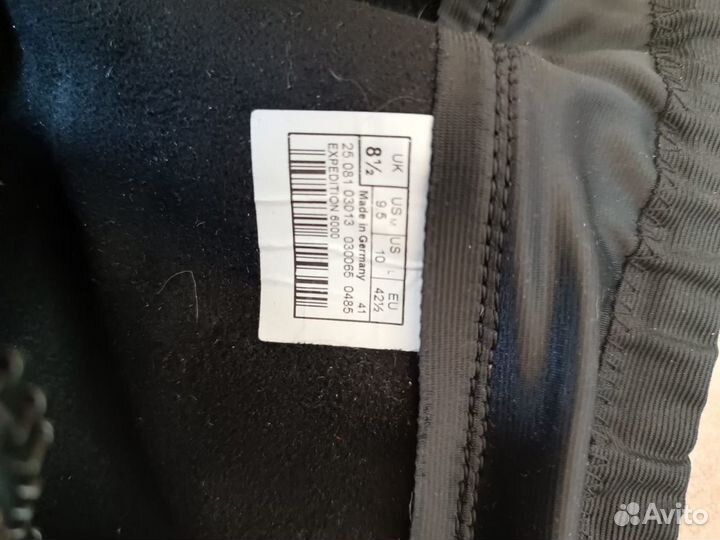 UK US M US L EU
8½ 9.5 10 42½
Made in Germany 41
25 081 03013 030065 0485
EXPEDITION 6000
Avito